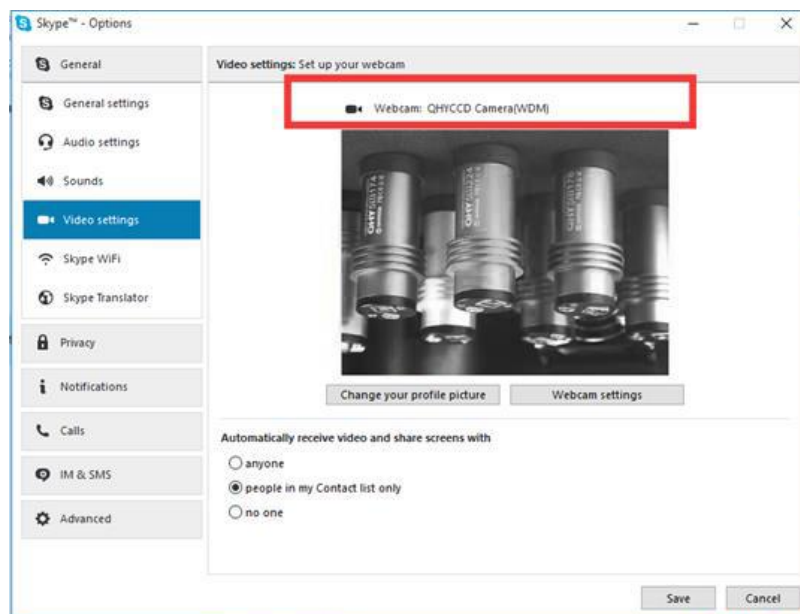 Skype™ - Options
General
General settings
Audio settings
Sounds
Video settings
Skype WiFi
Skype Translator
Privacy
Notifications
Calls
IM & SMS
Advanced
Video settings: Set up your webcam
Webcam: QHYCCD Camera(WDM)
Change your profile picture
Webcam settings
Automatically receive video and share screens with
anyone
people in my Contact list only
no one
Save
Cancel